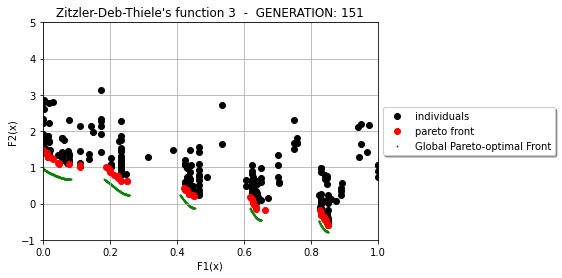 Zitzler-Deb-Thiele's function 3  -  GENERATION: 151
F2(x)
5
4
3
2
1
0
−1
0.0 0.2 0.4 0.6 0.8 1.0
F1(x)
individuals
pareto front
Global Pareto-optimal Front